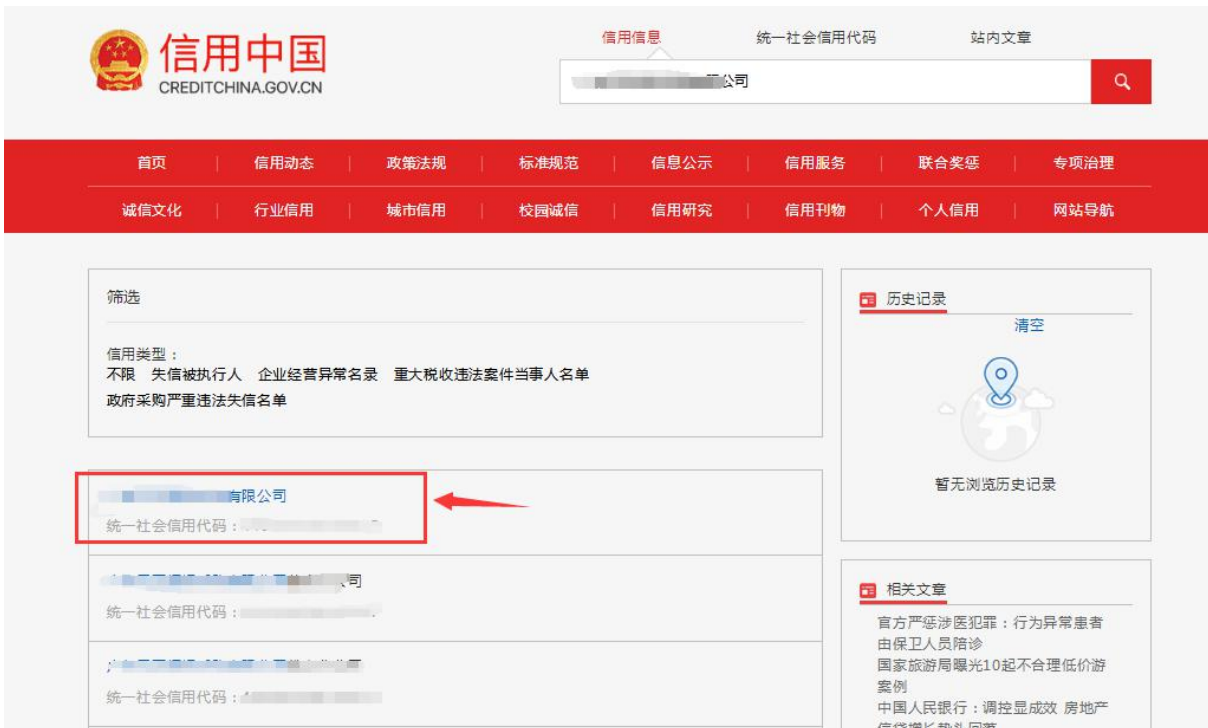 信用中国
CREDITCHINA.GOV.CN
信用信息 统一社会信用代码 站内文章
公司
首页 信用动态 政策法规 标准规范 信息公示 信用服务 联合奖惩 专项治理
诚信文化 行业信用 城市信用 校园诚信 信用研究 信用刊物 个人信用 网站导航
筛选
信用类型：
不限 失信被执行人 企业经营异常名录 重大税收违法案件当事人名单
政府采购严重违法失信名单
有限公司
统一社会信用代码：
司
统一社会信用代码：
统一社会信用代码：
历史记录
清空
暂无浏览历史记录
相关文章
官方严惩涉医犯罪：行为异常患者
由保卫人员陪诊
国家旅游局曝光10起不合理低价游
案例
中国人民银行：调控显成效 房地产